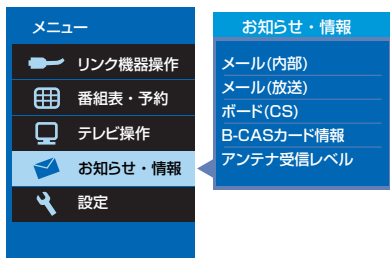 メニュー
リンク機器操作
番組表・予約
テレビ操作
お知らせ・情報
設定
お知らせ・情報
メール(内部)
メール(放送)
ボード(CS)
B-CASカード情報
アンテナ受信レベル